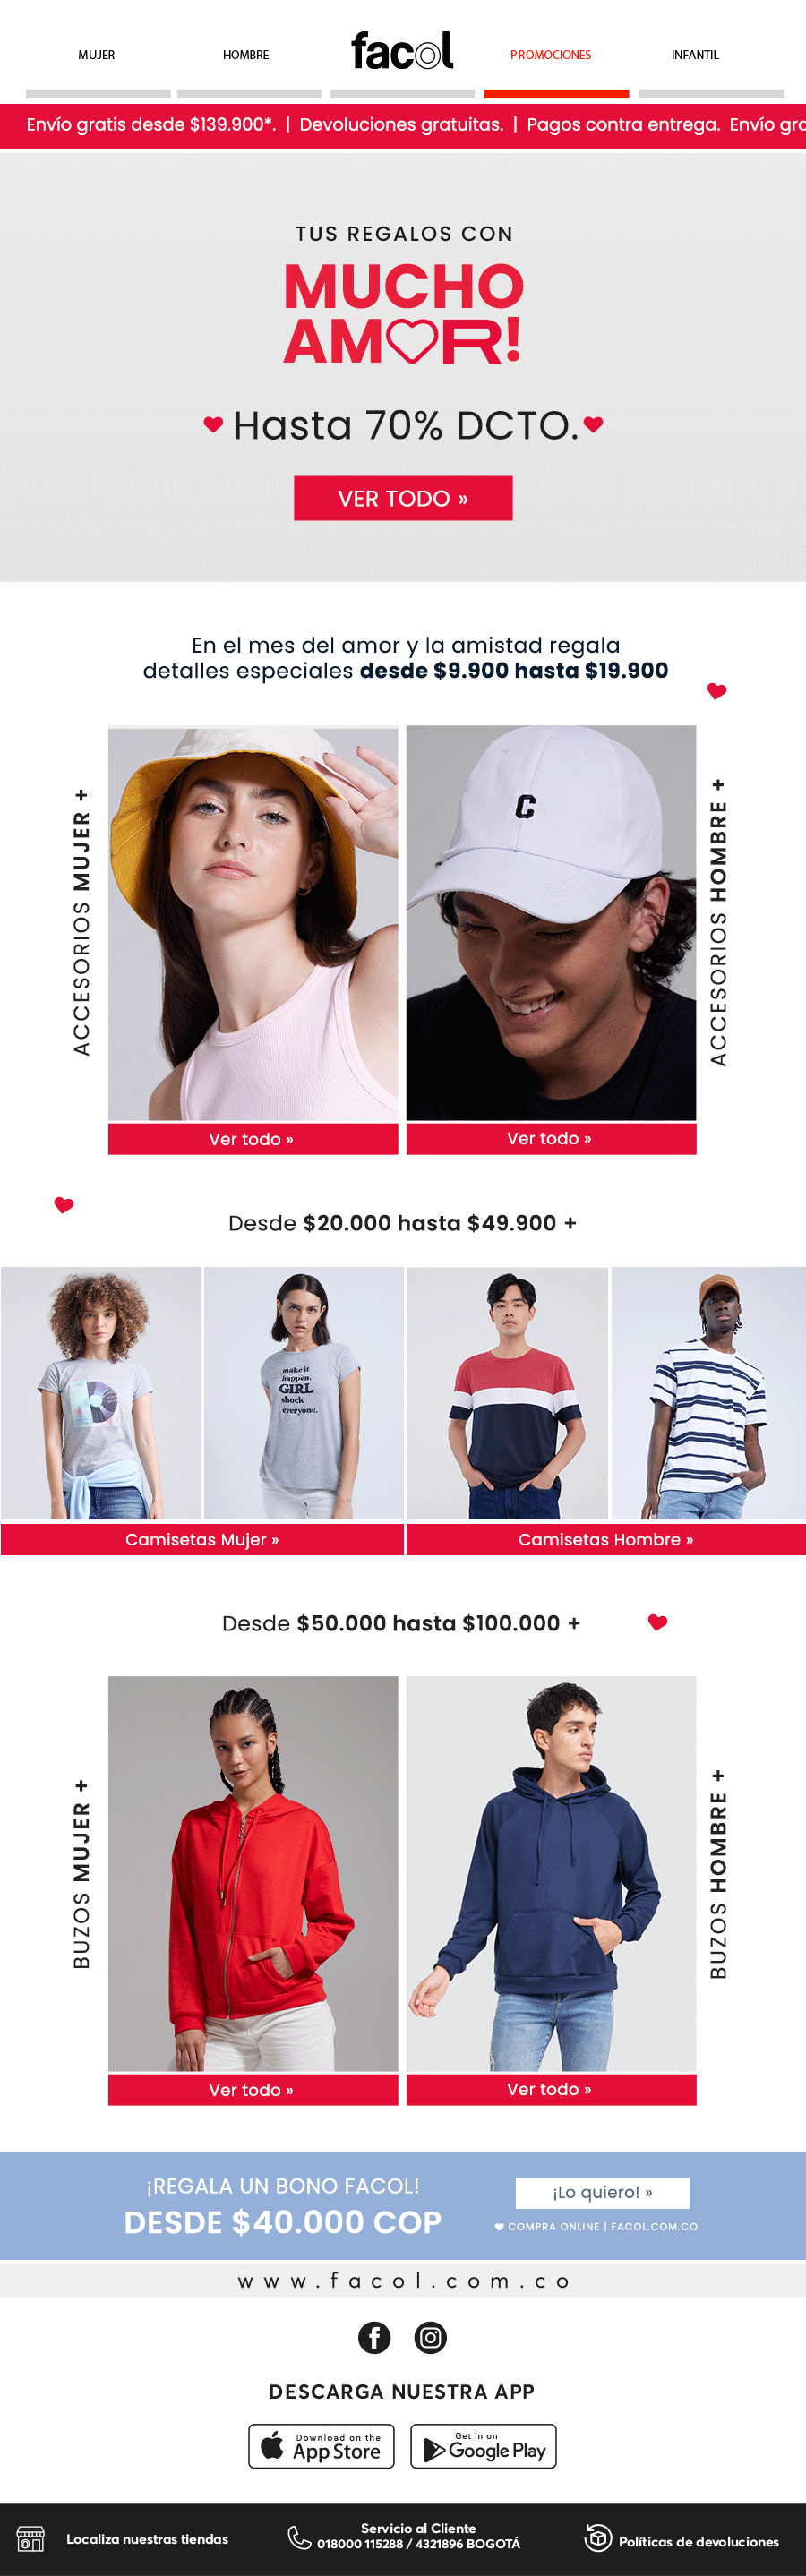 MUJER
HOMBRE
facol
PROMOCIONES
INFANTIL
Envío gratis desde $139.900*. | Devoluciones gratuitas. | Pagos contra entrega. Envío gra
TUS REGALOS CON
MUCHO
AMOR!
Hasta 70% DCTO.
VER TODO »
En el mes del amor y la amistad regala
detalles especiales desde $9.900 hasta $19.900
ACCESORIOS MUJER +
C
ACCESORIOS HOMBRE +
Ver todo »
Ver todo »
Desde $20.000 hasta $49.900 +
make it
happen.
GIRL
shock
everyone.
Camisetas Mujer »
Camisetas Hombre »
Desde $50.000 hasta $100.000 +
BUZOS MUJER +
BUZOS HOMBRE +
Ver todo »
Ver todo »
¡REGALA UN BONO FACOL!
DESDE $40.000 COP
¡Lo quiero! »
COMPRA ONLINE | FACOL.COM.CO
www.facol.com.co
DESCARGA NUESTRA APP
Download on the
App Store
Get in on
Google Play
Localiza nuestras tiendas
Servicio al Cliente
018000 115288 / 4321896 BOGOTÁ
Políticas de devoluciones